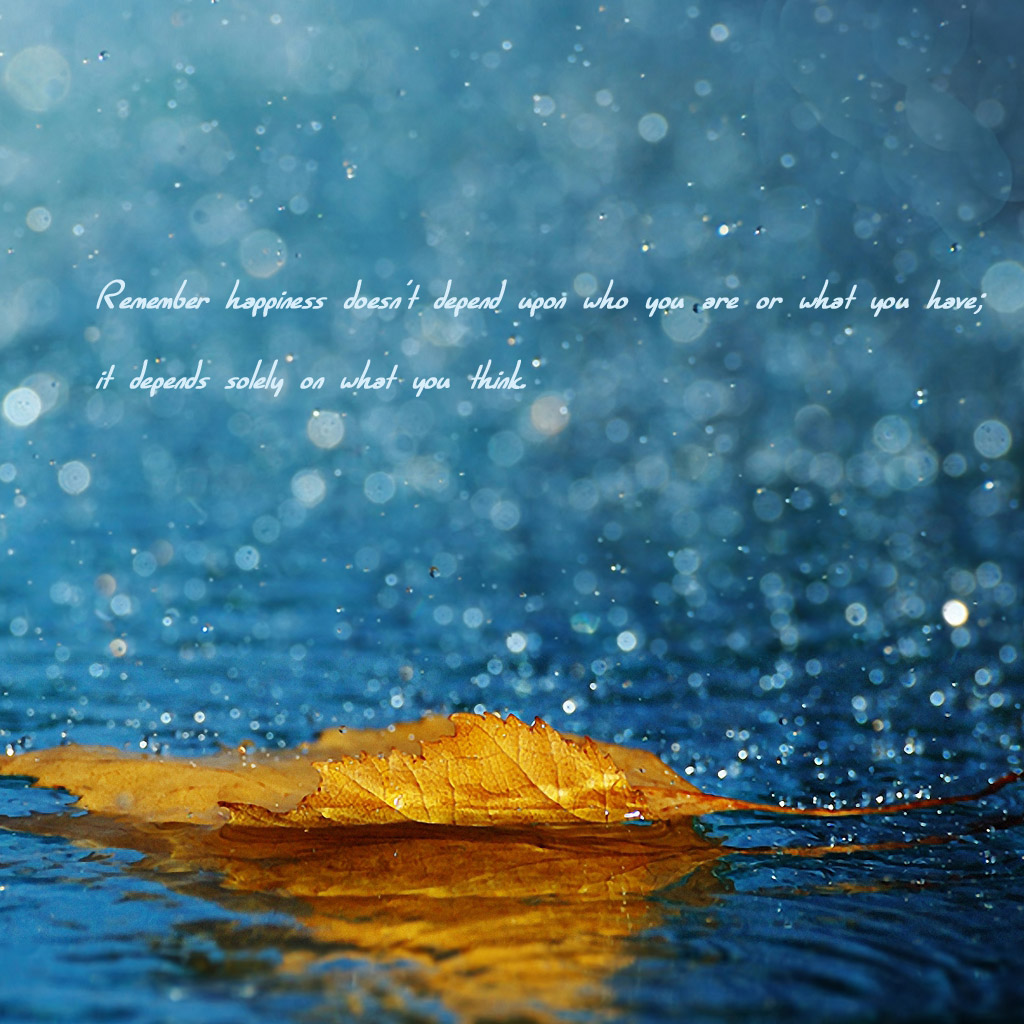 Remember happiness doesn't depend upon who you are or what you have;
it depends solely on what you think.